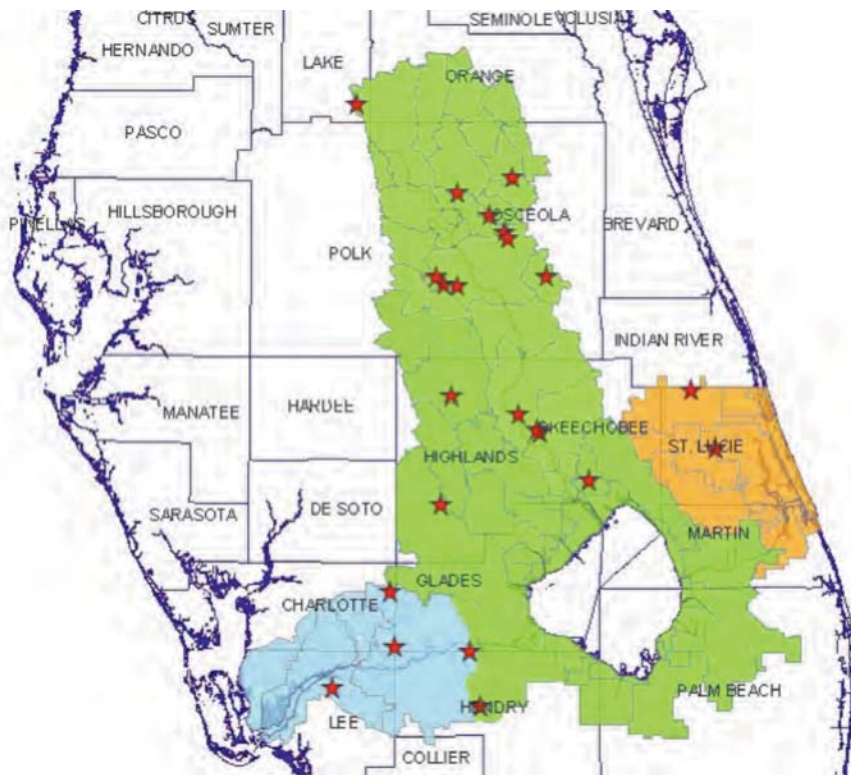 CITRUS
SUMTER
SEMINOLE
VOLUSIA
HERNANDO
LAKE
ORANGE
PASCO
HILLSBOROUGH
PINELLAS
OSCEOLA
BREVARD
POLK
INDIAN RIVER
MANATEE
HARDEE
OKEECHOBEE
ST. LUCIE
HIGHLANDS
SARASOTA
DE SOTO
MARTIN
GLADES
CHARLOTTE
PALM BEACH
LEE
HENDRY
COLLIER